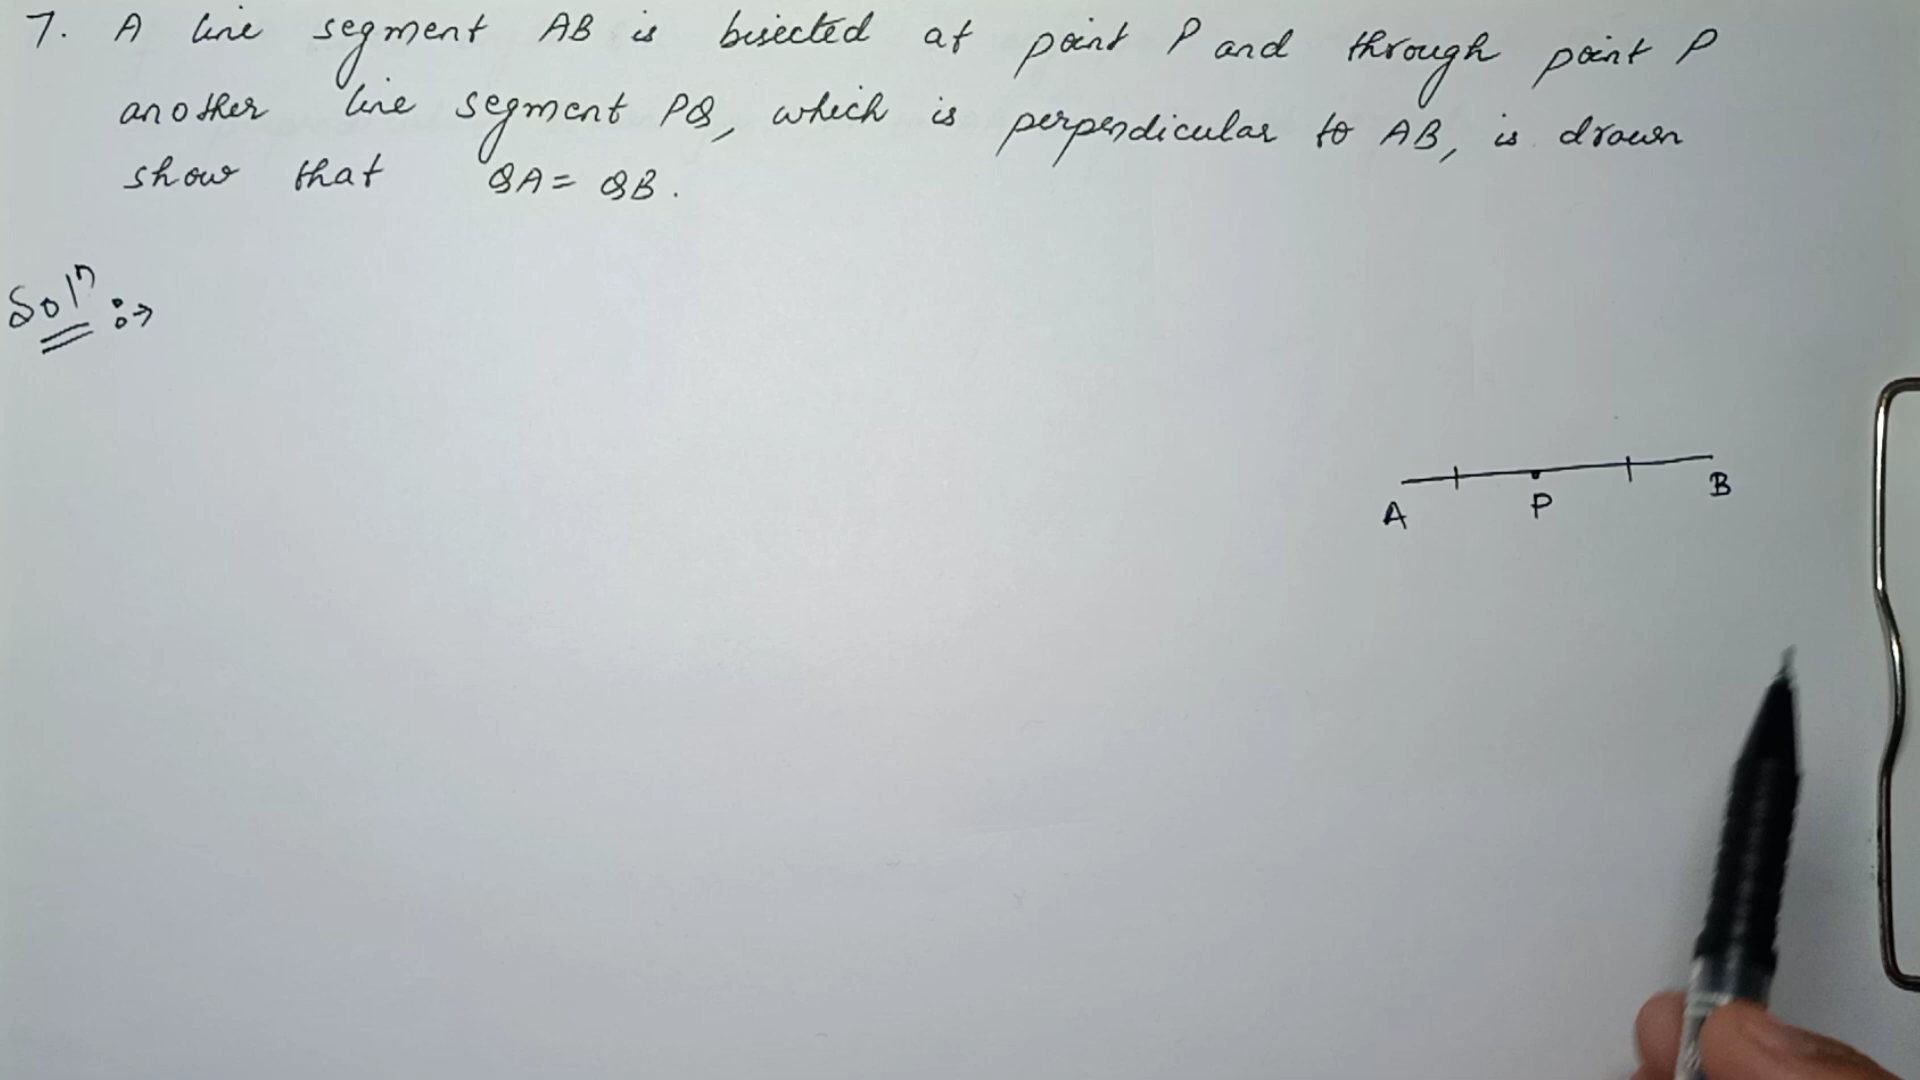 7. A line segment AB is bisected at point P and through point P
another line segment PQ, which is perpendicular to AB, is drawn
show that QA = QB.
Solⁿ :→
A P B